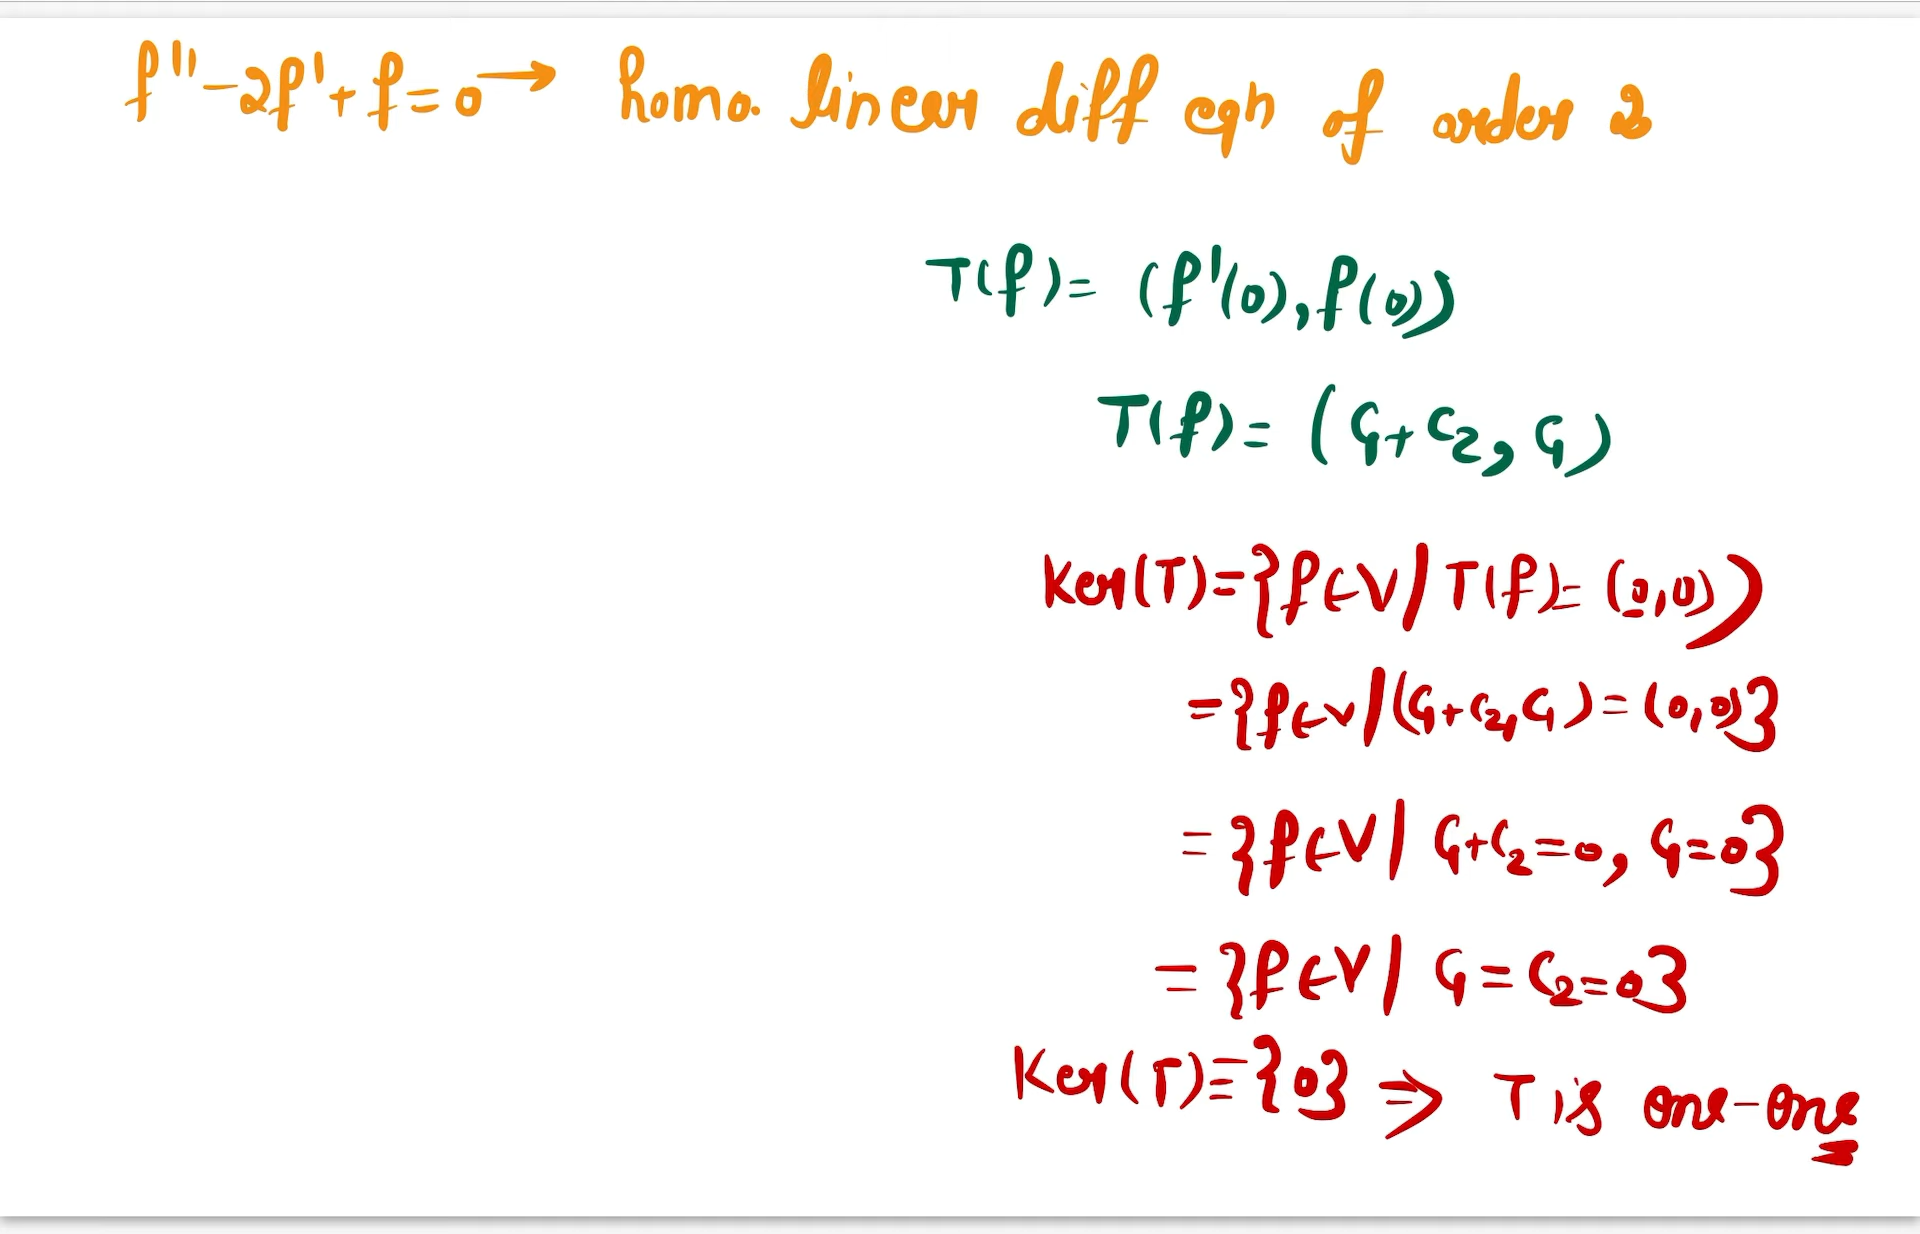 f''-2f'+f=0 → homo. linear diff eqn of order 2
T(f)= (f'(0), f(0))
T(f)= (C₁+C₂, C₁)
Ker(T)={f∈V/T(f)= (0,0))
={f∈V/(C₁+C₂,C₁)=(0,0)}
={f∈V/ C₁+C₂=0, C₁=0}
={f∈V/ C₁=C₂=0}
Ker(T)={0} ⇒ T is one-one